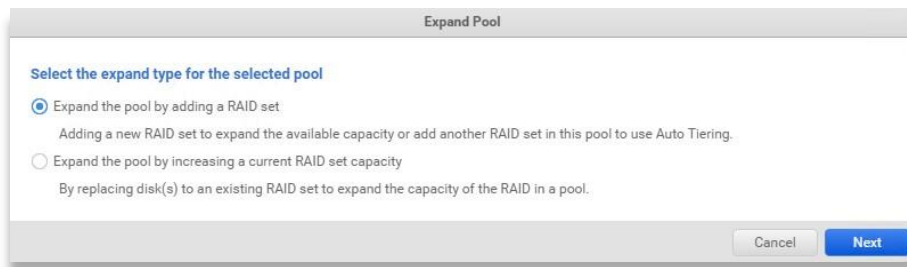 Expand Pool
Select the expand type for the selected pool
Expand the pool by adding a RAID set
Adding a new RAID set to expand the available capacity or add another RAID set in this pool to use Auto Tiering.
Expand the pool by increasing a current RAID set capacity
By replacing disk(s) to an existing RAID set to expand the capacity of the RAID in a pool.
Cancel Next